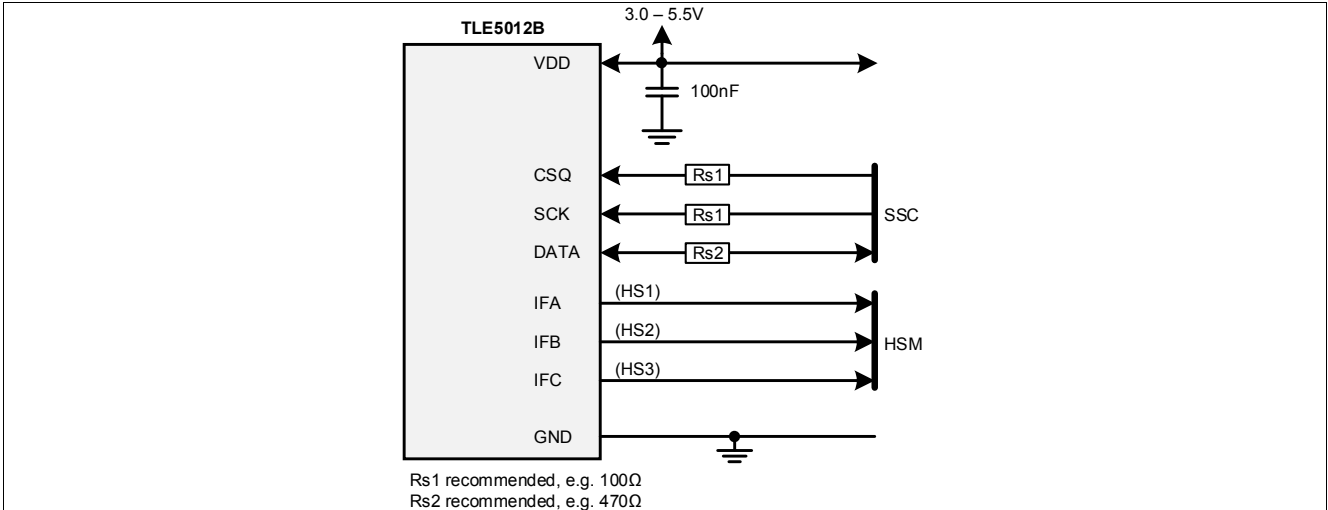 3.0 – 5.5V
TLE5012B
VDD
100nF
CSQ
Rs1
SCK
Rs1
SSC
DATA
Rs2
IFA
(HS1)
IFB
(HS2)
HSM
IFC
(HS3)
GND
Rs1 recommended, e.g. 100Ω
Rs2 recommended, e.g. 470Ω